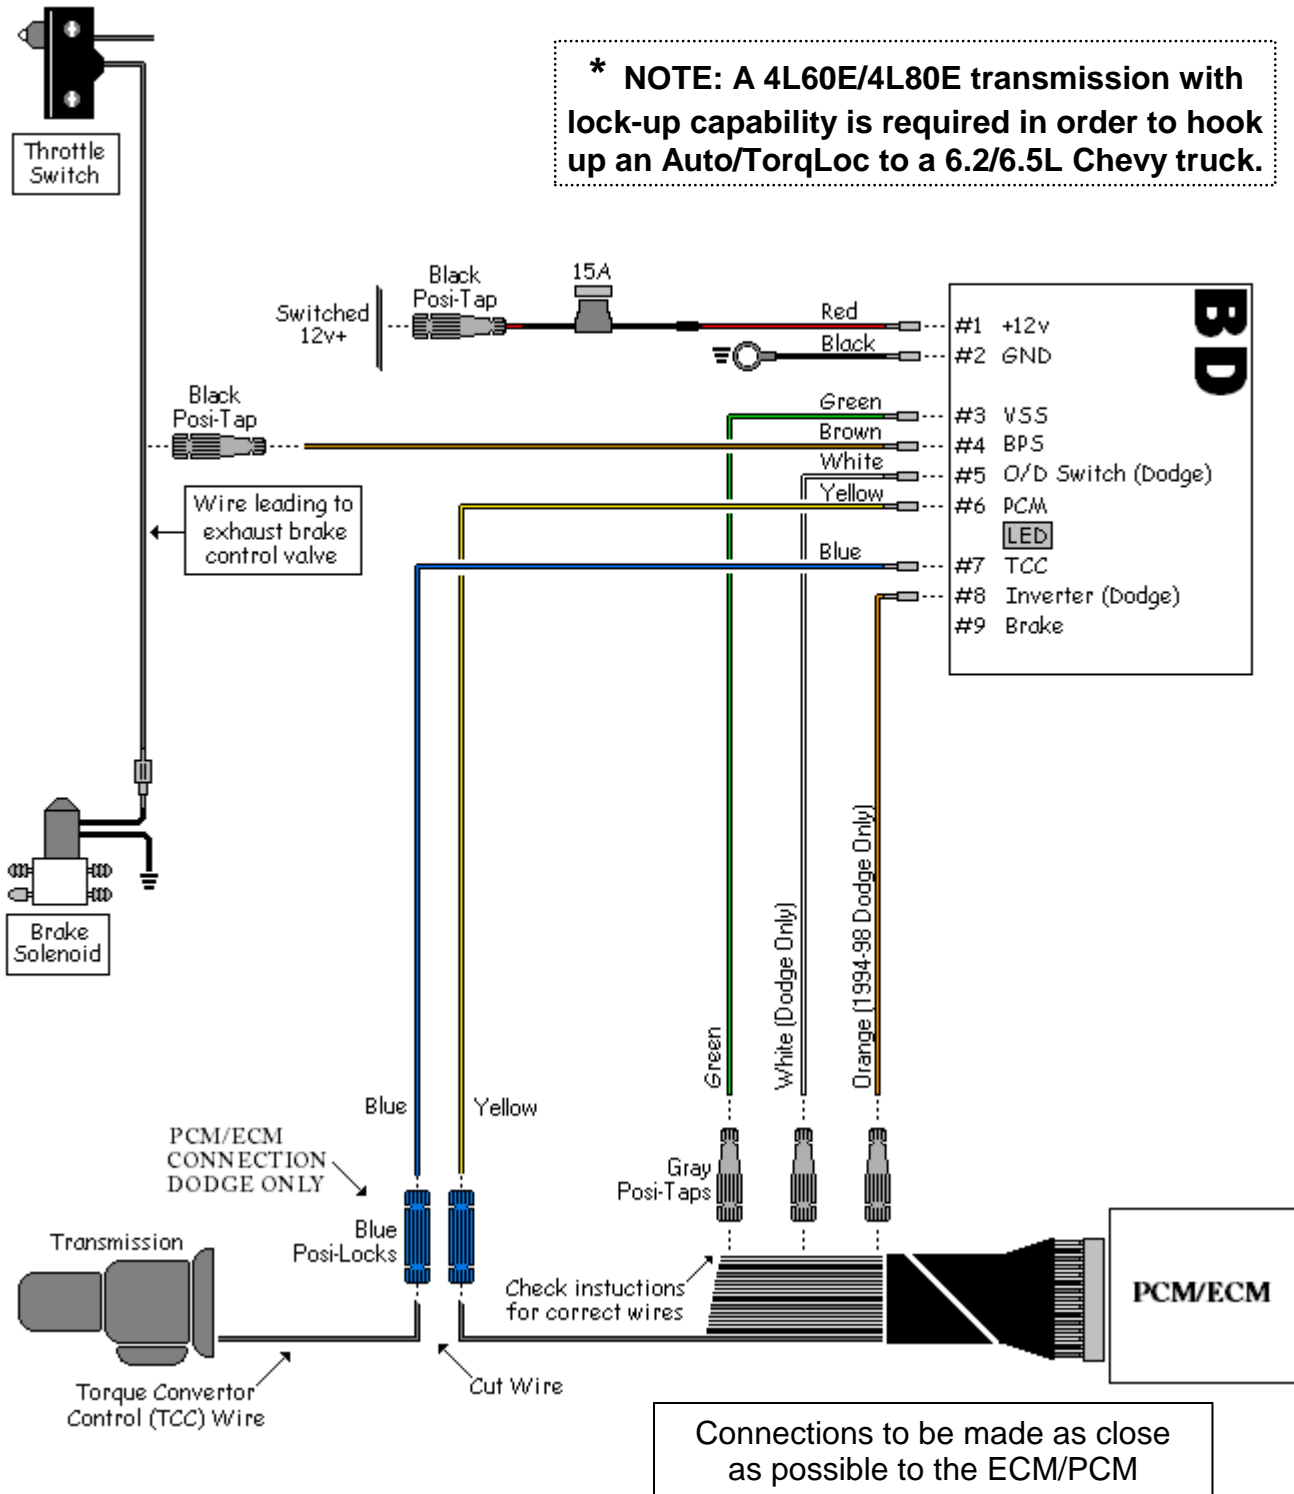 * NOTE: A 4L60E/4L80E transmission with
lock-up capability is required in order to hook
up an Auto/TorqLoc to a 6.2/6.5L Chevy truck.
Throttle
Switch
Switched
12v+
Black
Posi-Tap
15A
Red
Black
BD
#1 +12v
#2 GND
#3 VSS
#4 BPS
#5 O/D Switch (Dodge)
#6 PCM
LED
#7 TCC
#8 Inverter (Dodge)
#9 Brake
Black
Posi-Tap
Green
Brown
White
Yellow
Blue
Wire leading to
exhaust brake
control valve
Brake
Solenoid
Green
White (Dodge Only)
Orange (1994-98 Dodge Only)
Blue
Yellow
PCM/ECM
CONNECTION
DODGE ONLY
Blue
Posi-Locks
Gray
Posi-Taps
Transmission
Check instuctions
for correct wires
PCM/ECM
Torque Convertor
Control (TCC) Wire
Cut Wire
Connections to be made as close
as possible to the ECM/PCM